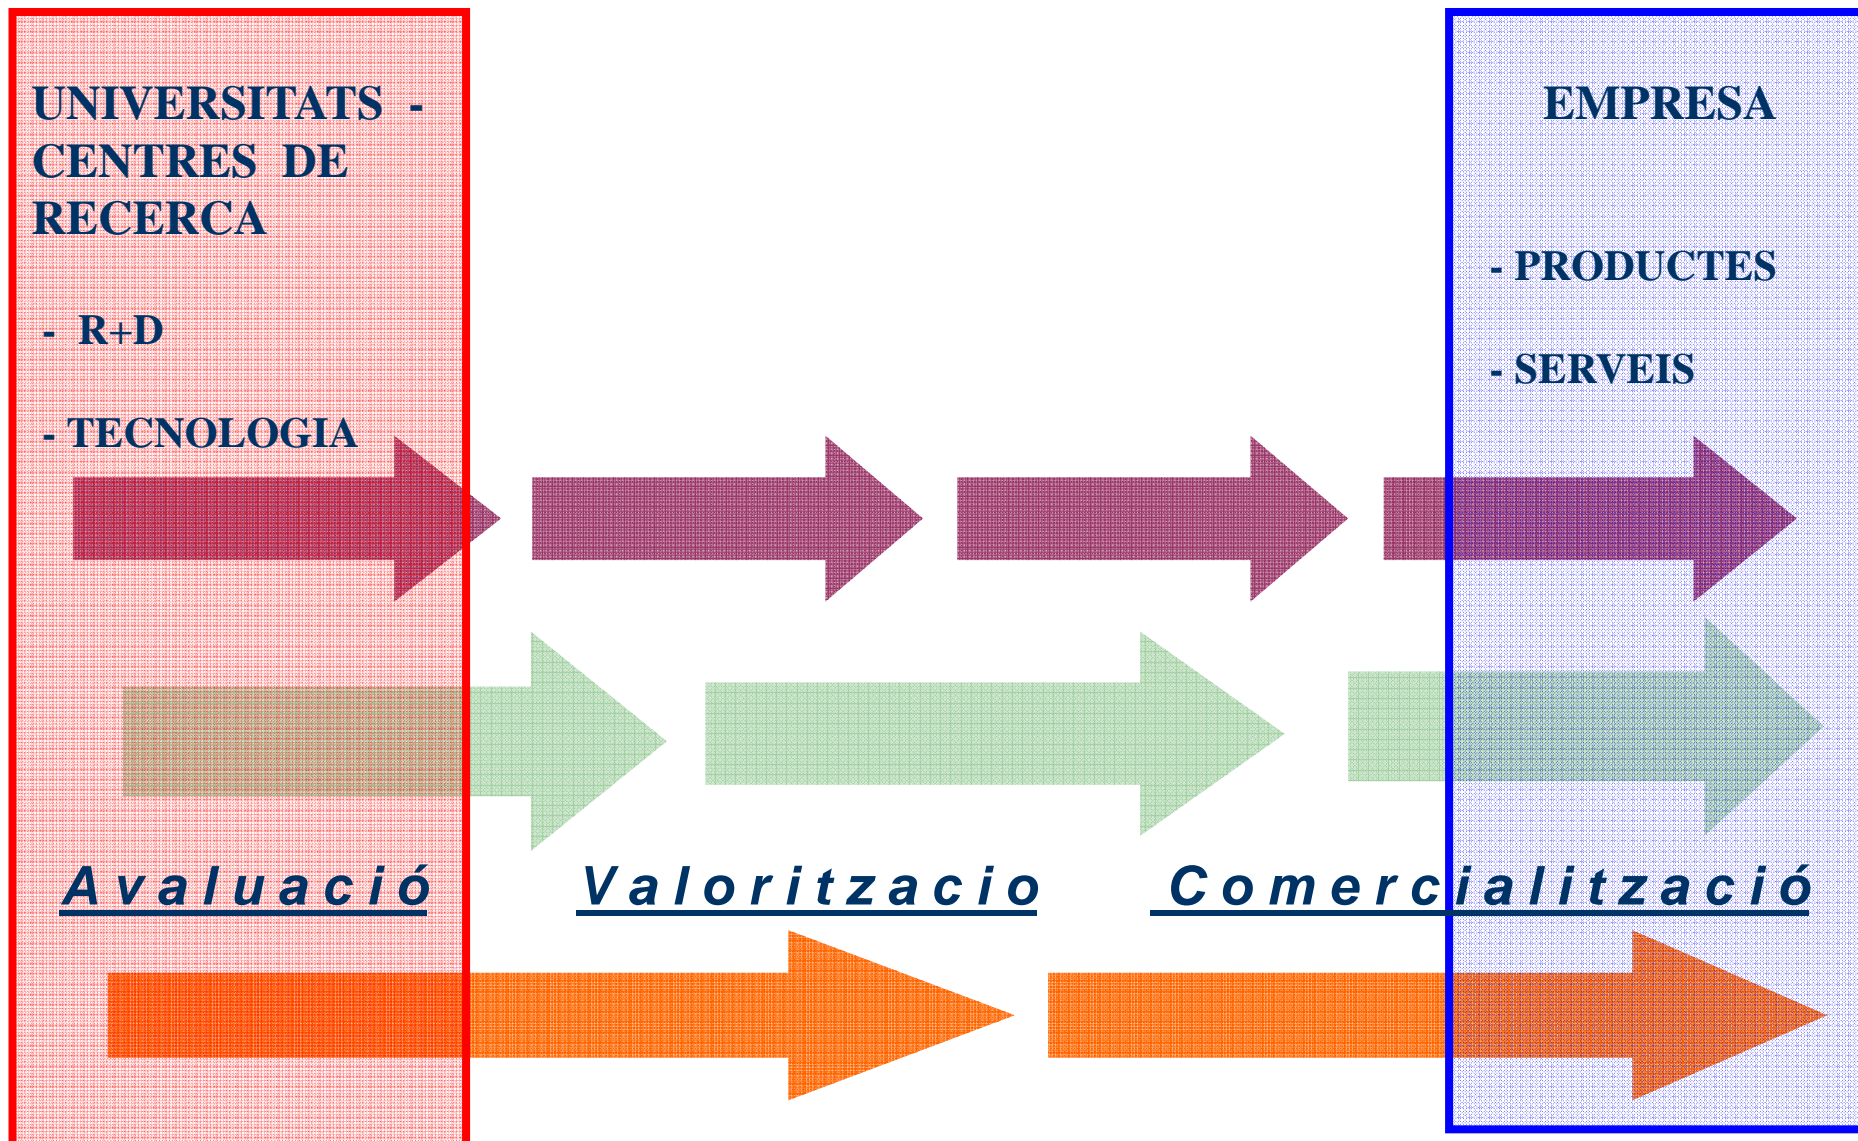 UNIVERSITATS -
CENTRES DE
RECERCA
- R+D
- TECNOLOGIA
EMPRESA
- PRODUCTES
- SERVEIS
Avaluació
Valoritzacio
Comercialització